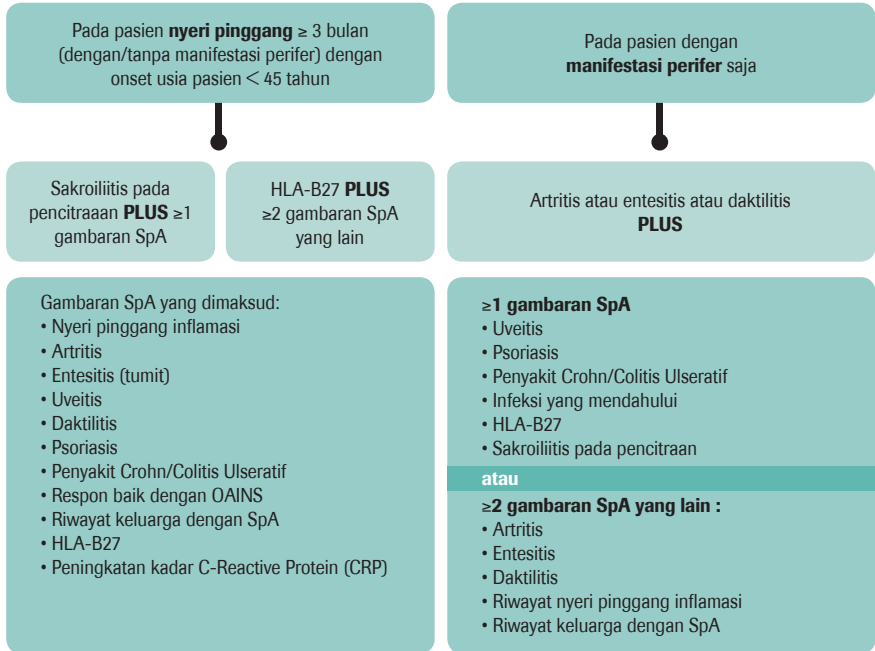 Pada pasien nyeri pinggang ≥ 3 bulan
(dengan/tanpa manifestasi perifer) dengan
onset usia pasien < 45 tahun
Pada pasien dengan
manifestasi perifer saja
Sakroiliitis pada
pencitraaan PLUS ≥1
gambaran SpA
HLA-B27 PLUS
≥2 gambaran SpA
yang lain
Artritis atau entesitis atau daktilitis
PLUS
Gambaran SpA yang dimaksud:
• Nyeri pinggang inflamasi
• Artritis
• Entesitis (tumit)
• Uveitis
• Daktilitis
• Psoriasis
• Penyakit Crohn/Colitis Ulseratif
• Respon baik dengan OAINS
• Riwayat keluarga dengan SpA
• HLA-B27
• Peningkatan kadar C-Reactive Protein (CRP)
≥1 gambaran SpA
• Uveitis
• Psoriasis
• Penyakit Crohn/Colitis Ulseratif
• Infeksi yang mendahului
• HLA-B27
• Sakroiliitis pada pencitraan
atau
≥2 gambaran SpA yang lain :
• Artritis
• Entesitis
• Daktilitis
• Riwayat nyeri pinggang inflamasi
• Riwayat keluarga dengan SpA